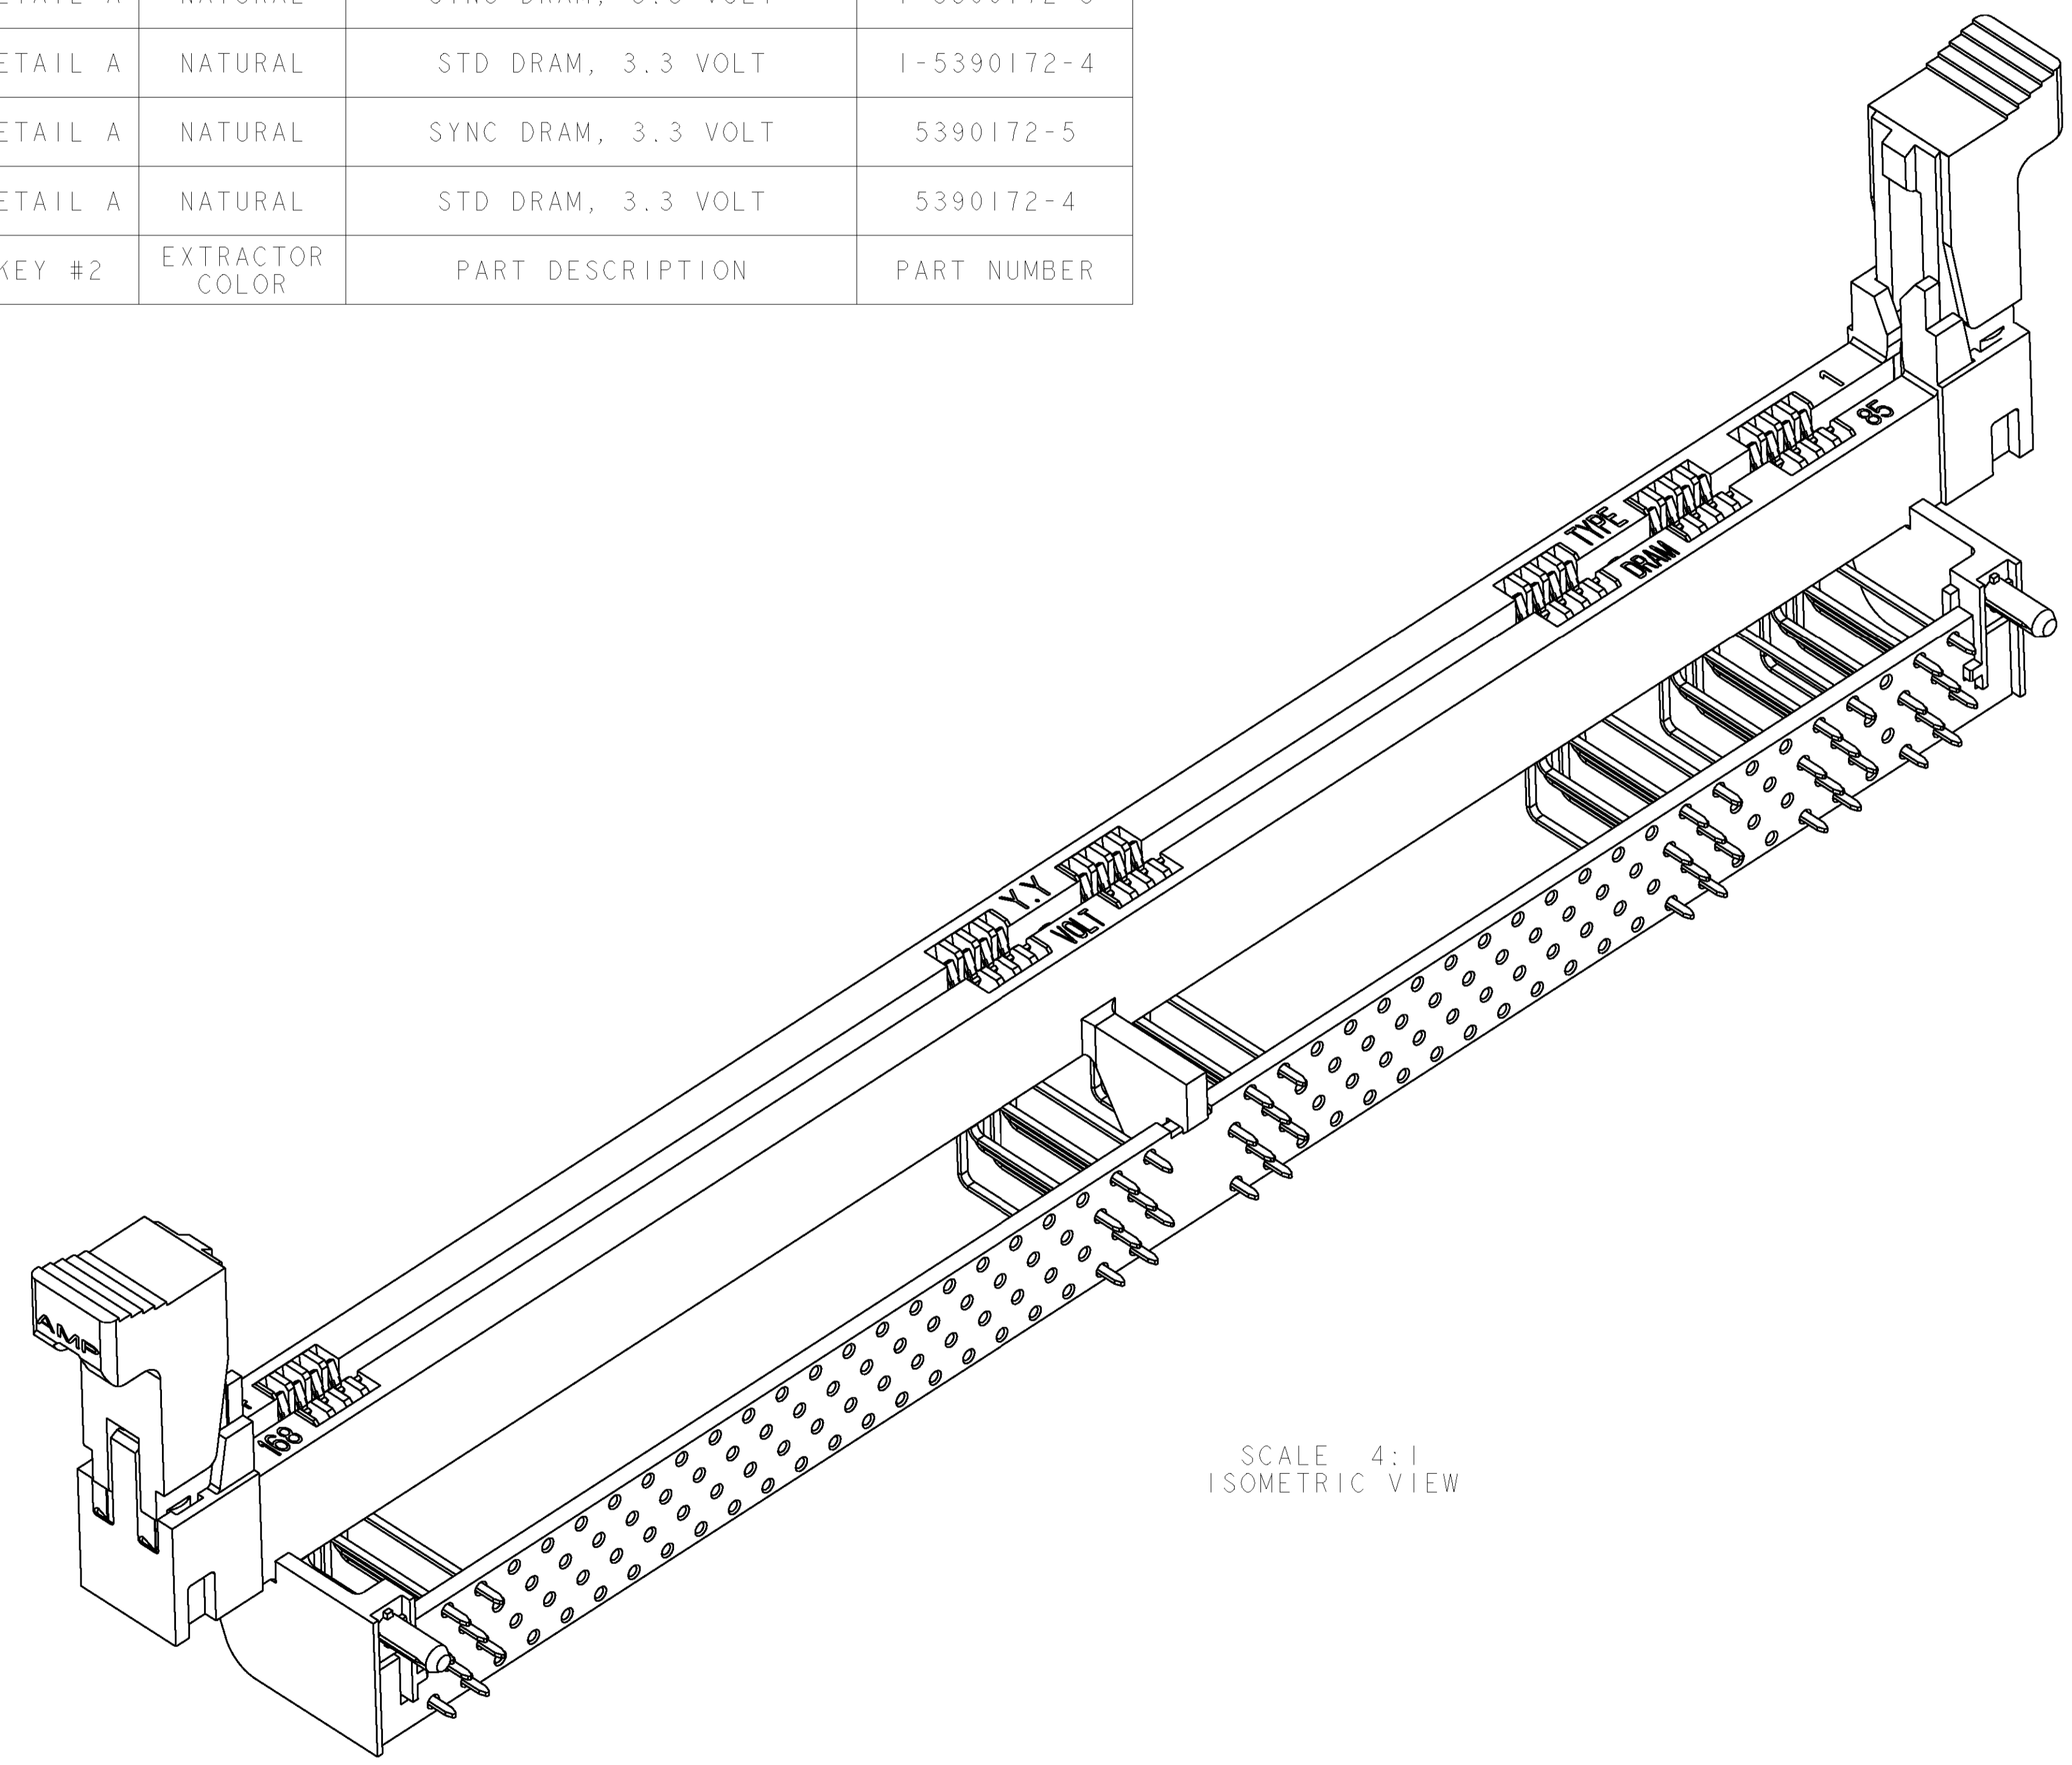 ETAIL A NATURAL STD DRAM, 3.3 VOLT 1-5390172-4
ETAIL A NATURAL SYNC DRAM, 3.3 VOLT 5390172-5
ETAIL A NATURAL STD DRAM, 3.3 VOLT 5390172-4
KEY #2 EXTRACTOR COLOR PART DESCRIPTION PART NUMBER
1
85
TYPE
DRAM
Y.Y
VOLT
AMP
168
SCALE 4:1
ISOMETRIC VIEW